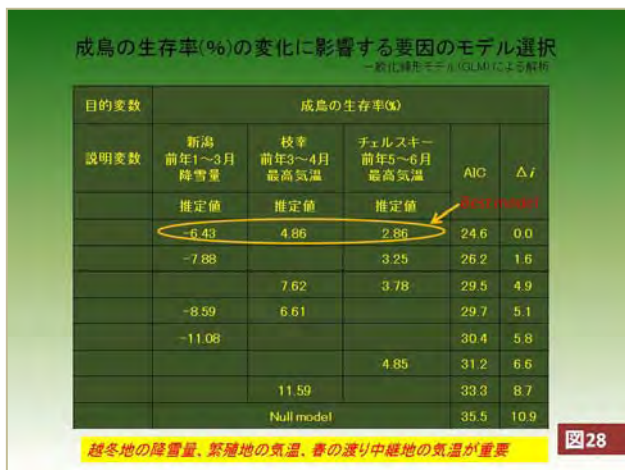 成鳥の生存率(%)の変化に影響する要因のモデル選択
一般化線形モデル(GLM)による解析
目的変数 成鳥の生存率(%)
説明変数 新潟 前年1~3月 降雪量 枝幸 前年3~4月 最高気温 チェルスキー 前年5~6月 最高気温 AIC Δi
推定値 推定値 推定値
Best model
-6.43 4.86 2.86 24.6 0.0
-7.88 3.25 26.2 1.6
7.62 3.78 29.5 4.9
-8.59 6.61 29.7 5.1
-11.08 30.4 5.8
4.85 31.2 6.6
11.59 33.3 8.7
Null model 35.5 10.9
越冬地の降雪量、繁殖地の気温、春の渡り中継地の気温が重要
図28